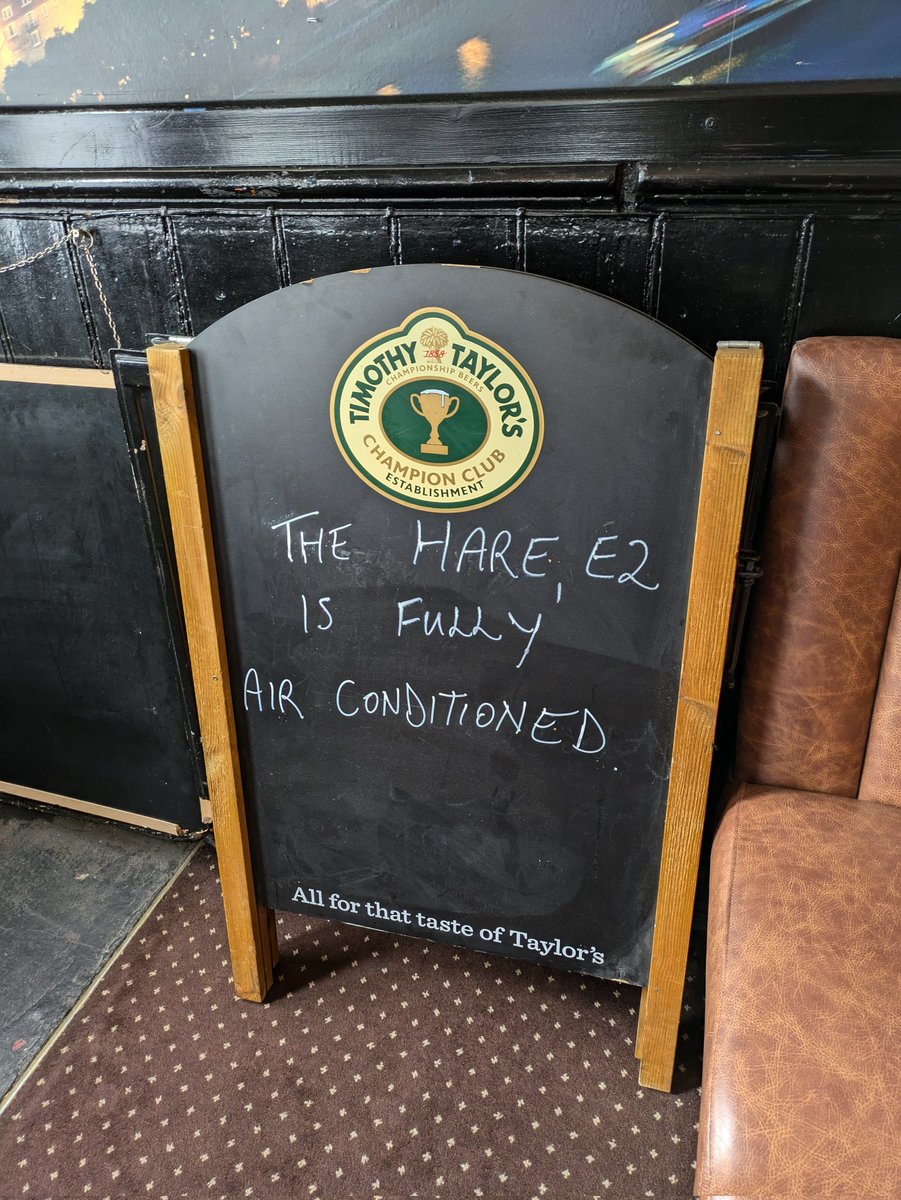 TIMOTHY TAYLOR'S
1858
CHAMPIONSHIP BEERS
CHAMPION CLUB
ESTABLISHMENT
THE HARE, E2
IS FULLY
AIR CONDITIONED.
All for that taste of Taylor's